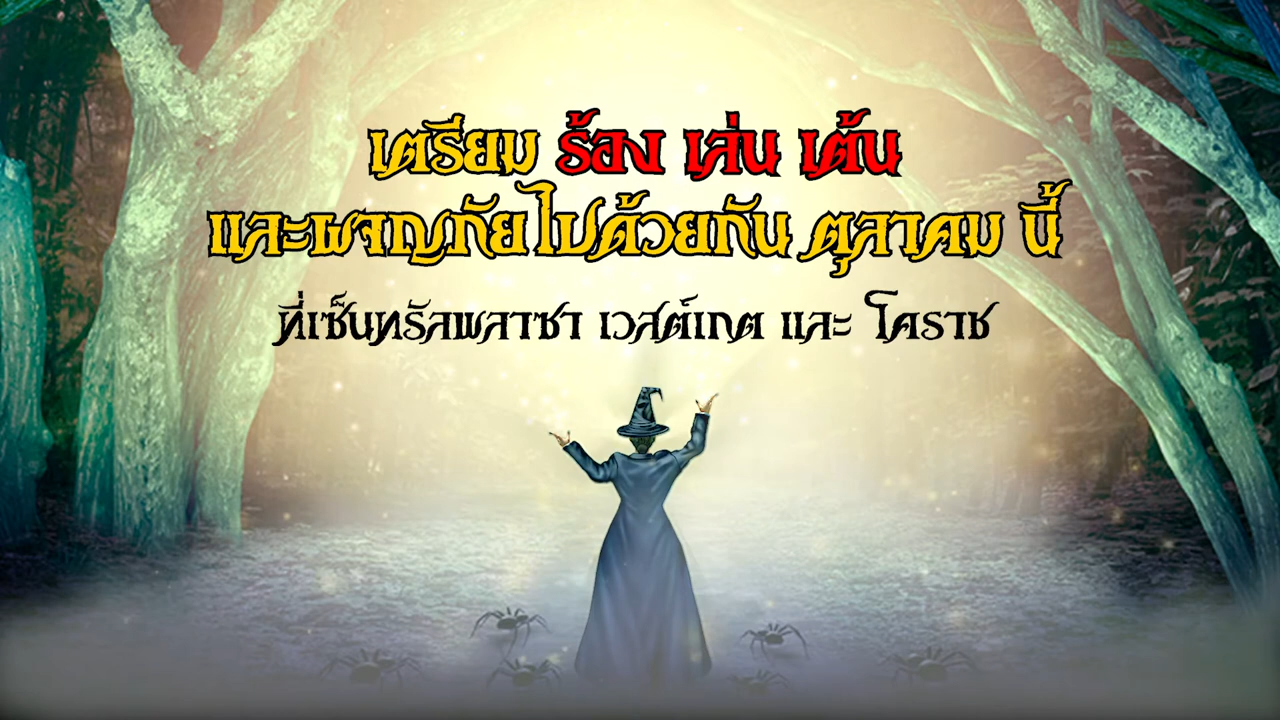 เตรียม ร้อง เล่น เต้น
และผจญภัยไปด้วยกัน ตุลาคม นี้
ที่เซ็นทรัลพลาซา เวสต์เกต และ โคราช